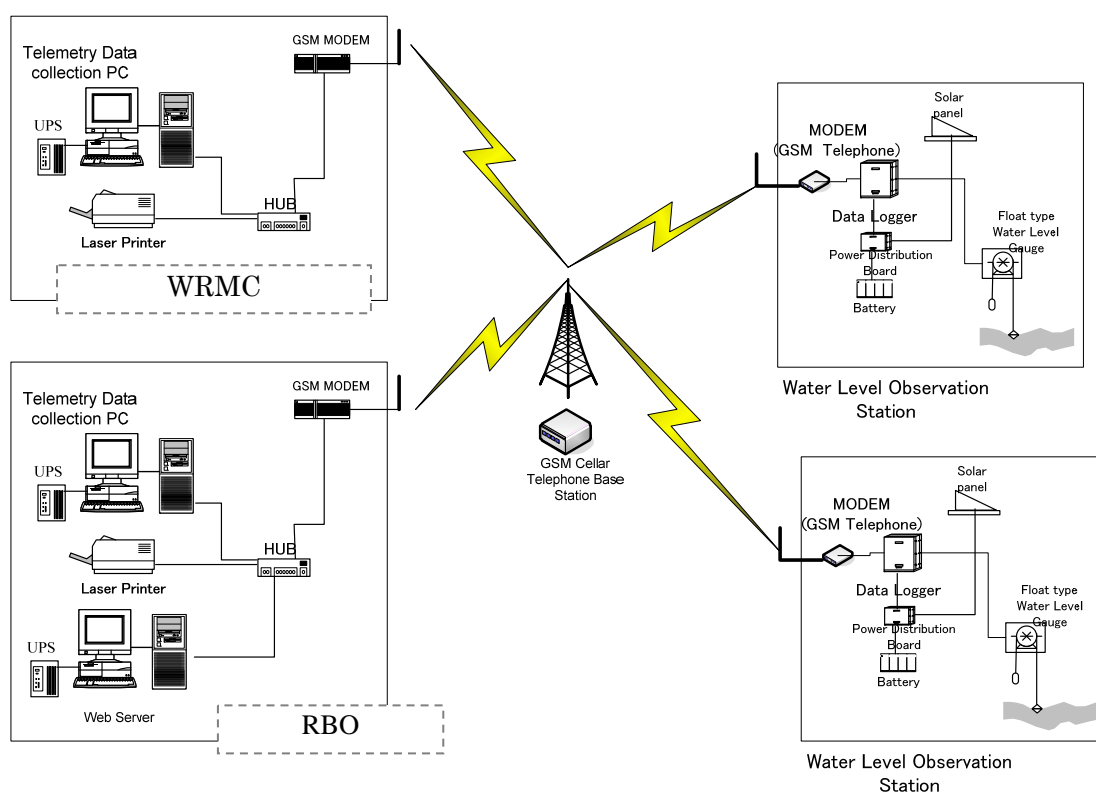 Telemetry Data
collection PC
GSM MODEM
UPS
HUB
Laser Printer
WRMC
Telemetry Data
collection PC
GSM MODEM
UPS
HUB
Laser Printer
UPS
Web Server
RBO
GSM Cellar
Telephone Base
Station
Solar
panel
MODEM
(GSM Telephone)
Data Logger
Float type
Water Level
Gauge
Power Distribution
Board
Battery
Water Level Observation
Station
Solar
panel
MODEM
(GSM Telephone)
Data Logger
Float type
Water Level
Gauge
Power Distribution
Board
Battery
Water Level Observation
Station